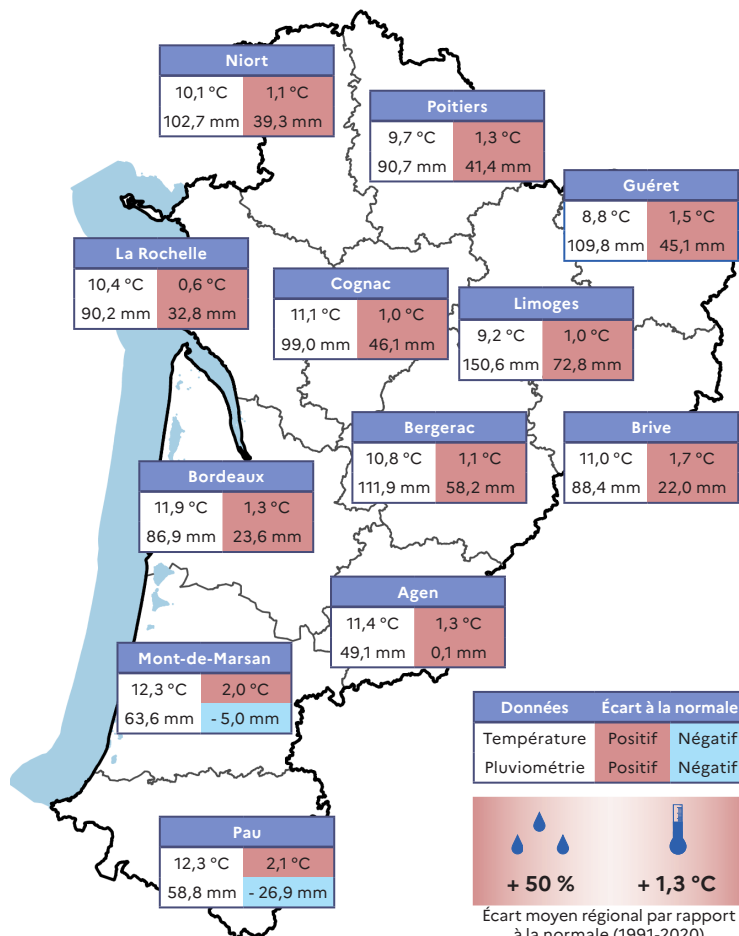 Niort
10,1 °C 1,1 °C
102,7 mm 39,3 mm
Poitiers
9,7 °C 1,3 °C
90,7 mm 41,4 mm
Guéret
8,8 °C 1,5 °C
109,8 mm 45,1 mm
La Rochelle
10,4 °C 0,6 °C
90,2 mm 32,8 mm
Cognac
11,1 °C 1,0 °C
99,0 mm 46,1 mm
Limoges
9,2 °C 1,0 °C
150,6 mm 72,8 mm
Bergerac
10,8 °C 1,1 °C
111,9 mm 58,2 mm
Brive
11,0 °C 1,7 °C
88,4 mm 22,0 mm
Bordeaux
11,9 °C 1,3 °C
86,9 mm 23,6 mm
Agen
11,4 °C 1,3 °C
49,1 mm 0,1 mm
Mont-de-Marsan
12,3 °C 2,0 °C
63,6 mm - 5,0 mm
Pau
12,3 °C 2,1 °C
58,8 mm - 26,9 mm
Données Écart à la normale
Température Positif Négatif
Pluviométrie Positif Négatif
+ 50 % + 1,3 °C
Écart moyen régional par rapport
à la normale (1991-2020)